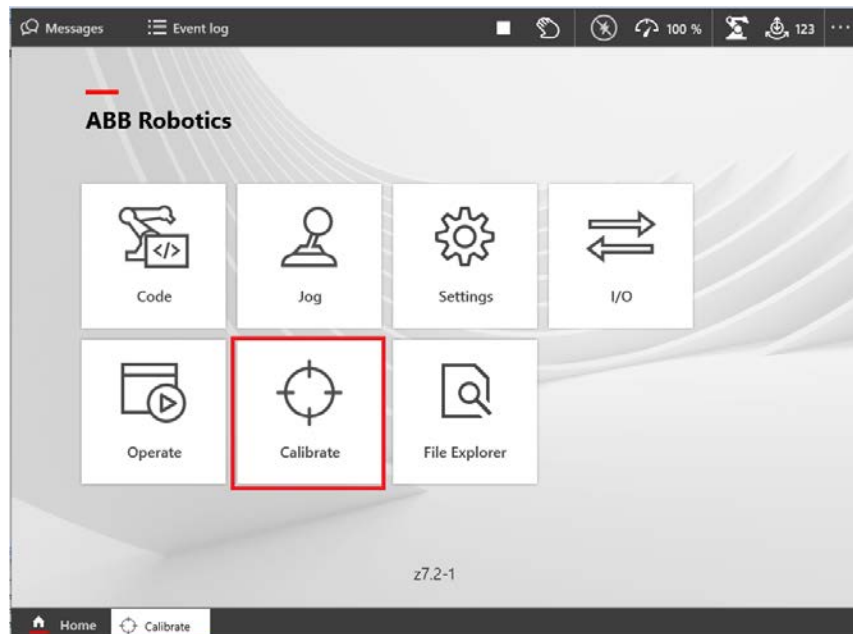 Messages Event log 100 % 123 ...
ABB Robotics
</>
Code Jog Settings I/O
Operate Calibrate File Explorer
z7.2-1
Home Calibrate